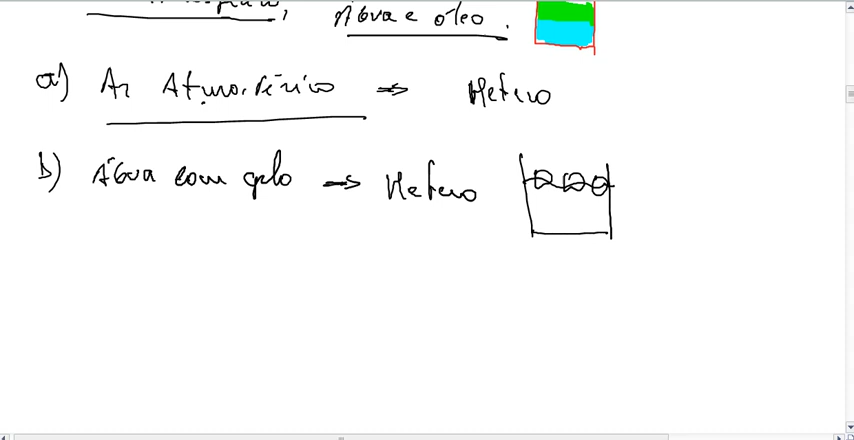 Água e óleo.
a) Ar Atmosférico → Hetero
b) Água com gelo → Hetero